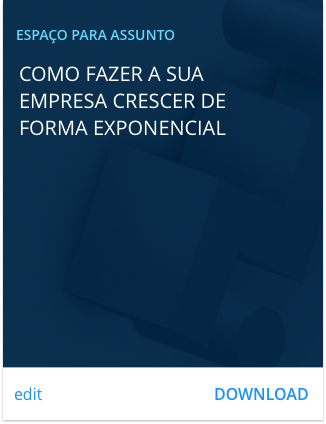 ESPAÇO PARA ASSUNTO
COMO FAZER A SUA
EMPRESA CRESCER DE
FORMA EXPONENCIAL
edit
DOWNLOAD